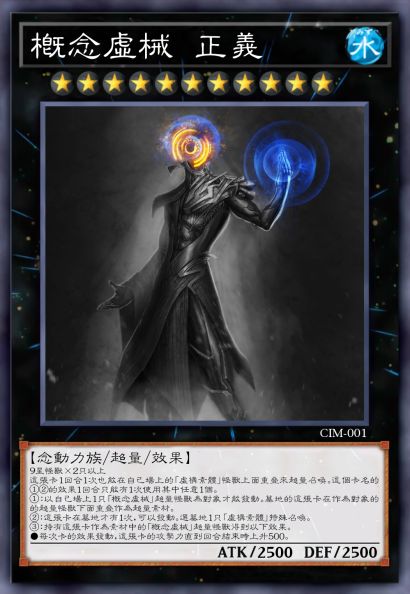 概念虛械 正義
水
CIM-001
【念動力族/超量/效果】
9星怪獸×2只以上
這張卡1回合1次也能在自己場上的「虛構素體」怪獸上面重疊來超量召喚。這個卡名的
①②的效果1回合只能有1次使用其中任意1個。
①:以自己場上1只「概念虛械」超量怪獸為對象才能發動。墓地的這張卡在作為對象的
的超量怪獸下面重疊作為超量素材。
②:這張卡在墓地才有1次,可以發動。選墓地1只「虛構素體」特殊召喚。
③:持有這張卡作為素材中的「概念虛械」超量怪獸得到以下效果。
●每次卡的效果發動,這張卡的攻擊力直到回合結束時上升500。
ATK/2500 DEF/2500